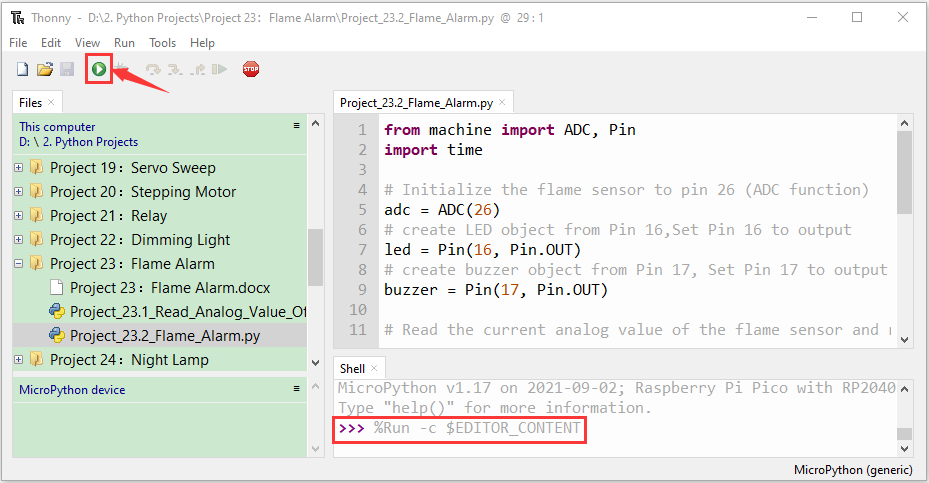 Thonny - D:\2. Python Projects\Project 23：Flame Alarm\Project_23.2_Flame_Alarm.py @ 29 : 1
File Edit View Run Tools Help
STOP
Files
This computer
D: \ 2. Python Projects
Project 19：Servo Sweep
Project 20：Stepping Motor
Project 21：Relay
Project 22：Dimming Light
Project 23：Flame Alarm
Project 23：Flame Alarm.docx
Project_23.1_Read_Analog_Value_Of
Project_23.2_Flame_Alarm.py
Project 24：Night Lamp
MicroPython device
Project_23.2_Flame_Alarm.py
1 from machine import ADC, Pin
2 import time
3
4 # Initialize the flame sensor to pin 26 (ADC function)
5 adc = ADC(26)
6 # create LED object from Pin 16,Set Pin 16 to output
7 led = Pin(16, Pin.OUT)
8 # create buzzer object from Pin 17, Set Pin 17 to output
9 buzzer = Pin(17, Pin.OUT)
10
11 # Read the current analog value of the flame sensor and
Shell
MicroPython v1.17 on 2021-09-02; Raspberry Pi Pico with RP2040
Type "help()" for more information.
>>> %Run -c $EDITOR_CONTENT
MicroPython (generic)